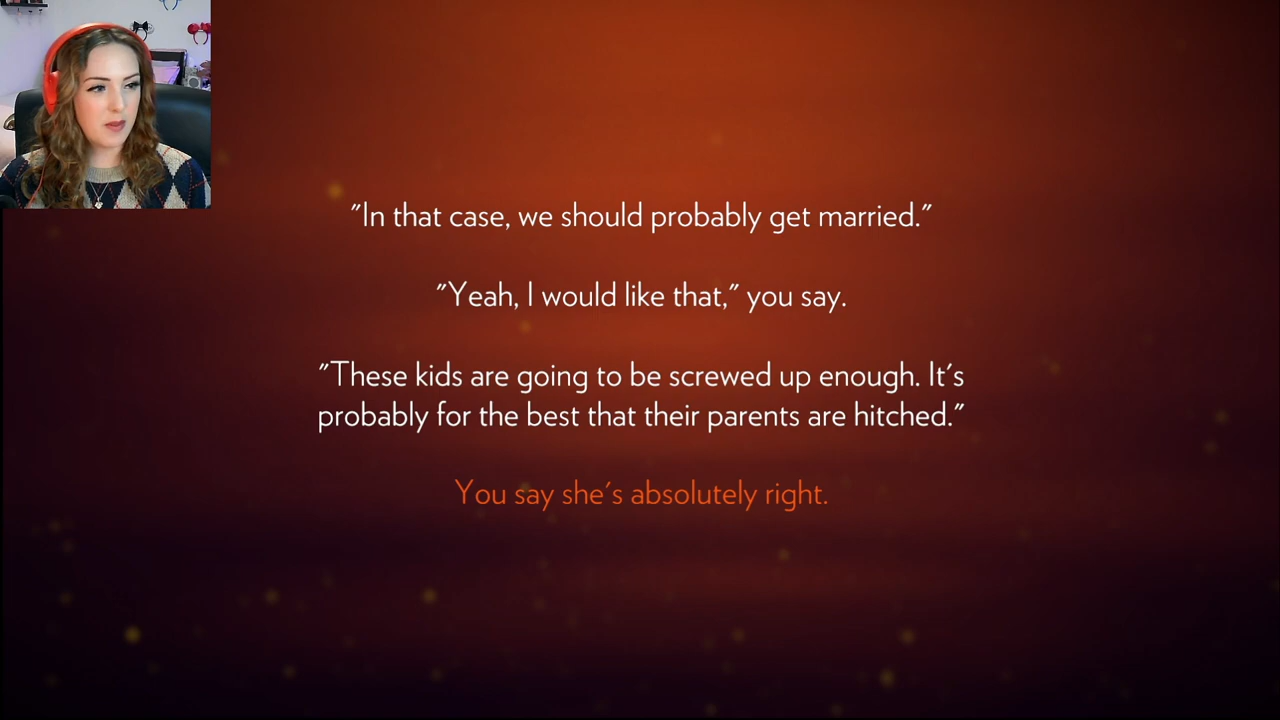 "In that case, we should probably get married."
"Yeah, I would like that," you say.
"These kids are going to be screwed up enough. It's
probably for the best that their parents are hitched."
You say she's absolutely right.